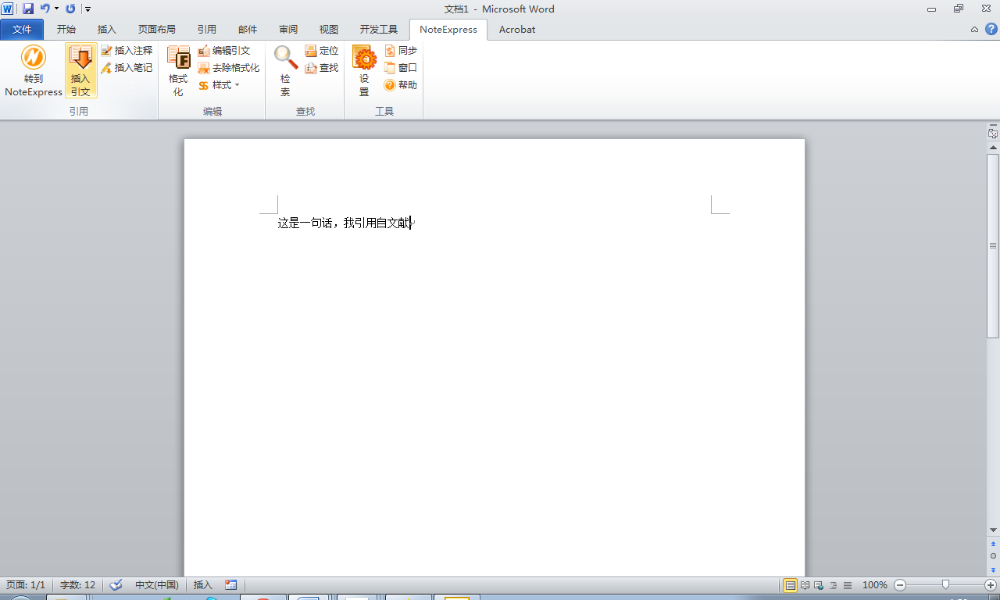 文档1 - Microsoft Word
文件 开始 插入 页面布局 引用 邮件 审阅 视图 开发工具 NoteExpress Acrobat
转到 NoteExpress
插入引文
插入注释
插入笔记
引用
格式化
编辑引文
去除格式化
样式
编辑
检索
定位
查找
查找
设置
同步
窗口
帮助
工具
这是一句话，我引用自文献
页面: 1/1 字数: 12 中文(中国) 插入 100%